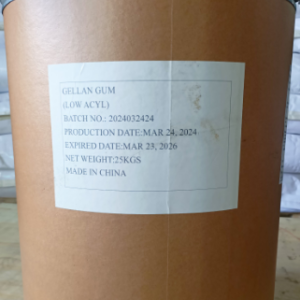 GELLAN GUM
(LOW ACYL)
BATCH NO.: 2024032424
PRODUCTION DATE:MAR 24, 2024
EXPIRED DATE:MAR 23, 2026
NET WEIGHT:25KGS
MADE IN CHINA